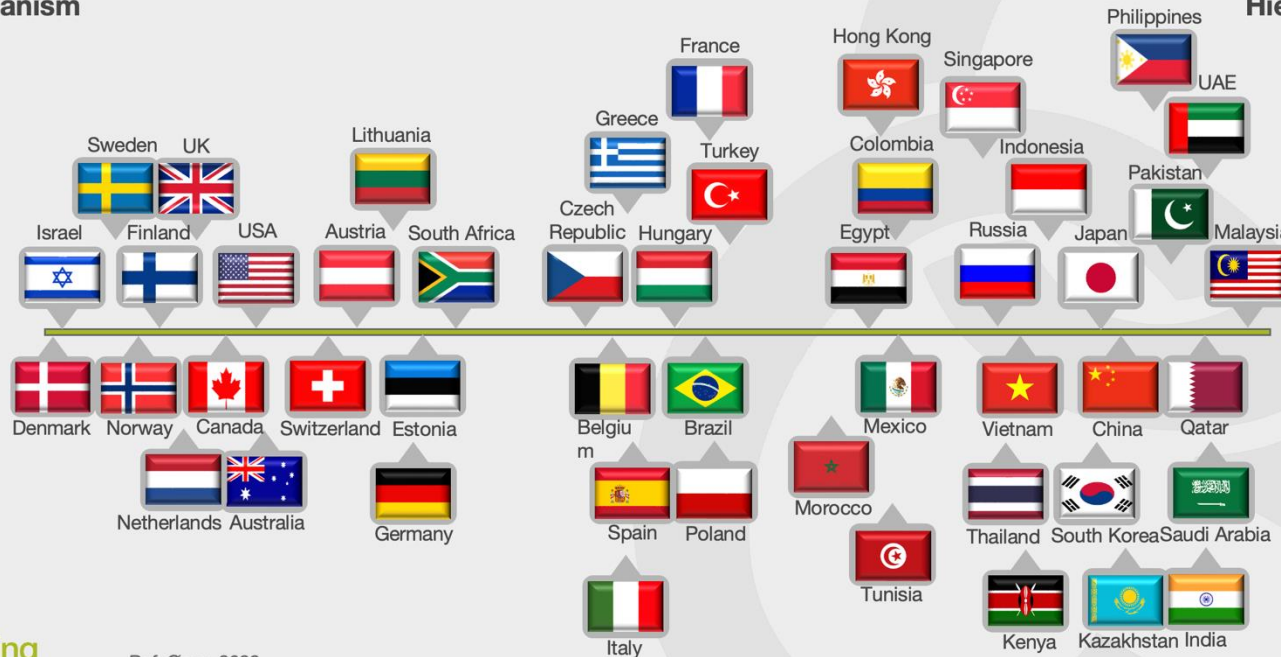 anism
Hie
Philippines
Hong Kong
France
Singapore
UAE
Greece
Lithuania
Sweden UK
Turkey
Colombia
Indonesia
Pakistan
Czech
Republic
Israel
Finland
USA
Austria
South Africa
Hungary
Egypt
Russia
Japan
Malaysia
Denmark
Norway
Canada
Switzerland
Estonia
Belgiu
m
Brazil
Mexico
Vietnam
China
Qatar
Netherlands
Australia
Germany
Spain
Poland
Morocco
Thailand
South Korea
Saudi Arabia
Tunisia
Kenya
Kazakhstan
India
Italy
ng